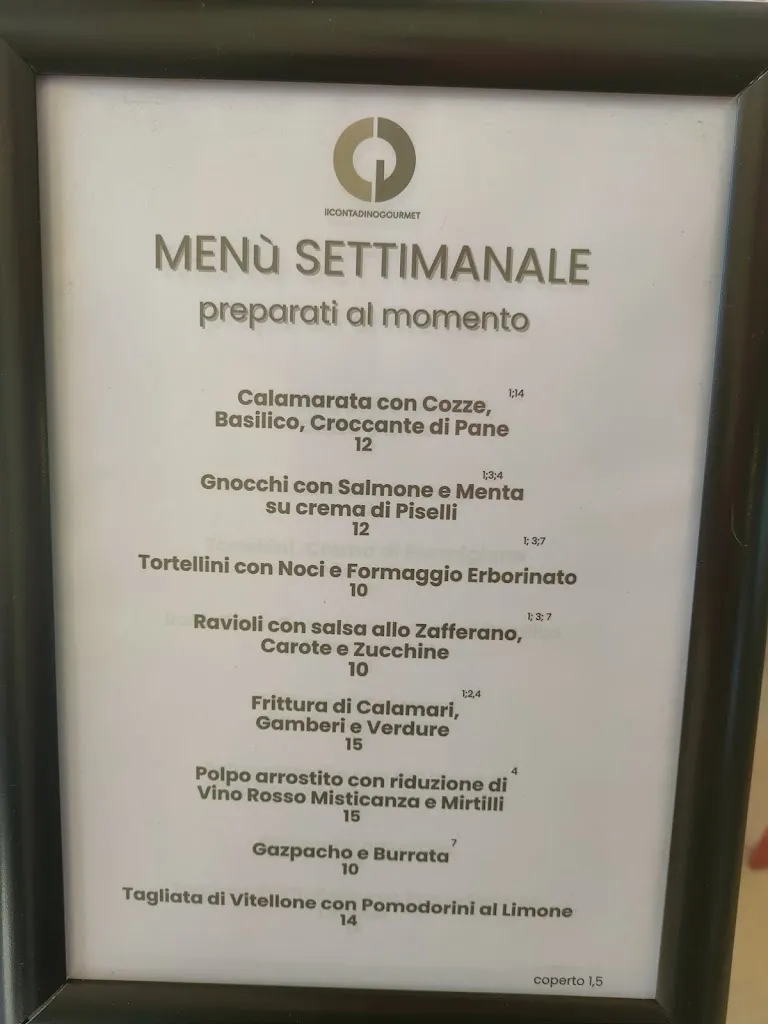 IlCONTADINOGOURMET
MENù SETTIMANALE
preparati al momento
Calamarata con Cozze, 1;14
Basilico, Croccante di Pane
12
Gnocchi con Salmone e Menta 1;3;4
su crema di Piselli
12
Tortellini con Noci e Formaggio Erborinato 1; 3;7
10
Ravioli con salsa allo Zafferano, 1; 3; 7
Carote e Zucchine
10
Frittura di Calamari, 1;2,4
Gamberi e Verdure
15
Polpo arrostito con riduzione di 4
Vino Rosso Misticanza e Mirtilli
15
Gazpacho e Burrata 7
10
Tagliata di Vitellone con Pomodorini al Limone
14
coperto 1,5